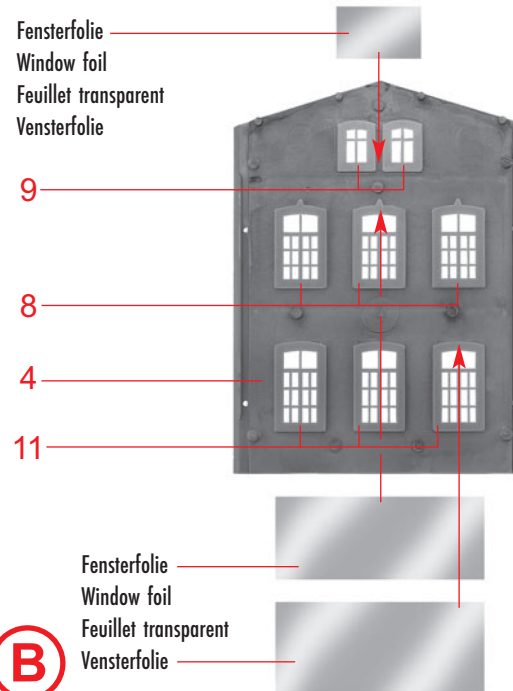 Fensterfolie
Window foil
Feuillet transparent
Vensterfolie
9
8
4
11
Fensterfolie
Window foil
Feuillet transparent
Vensterfolie
B